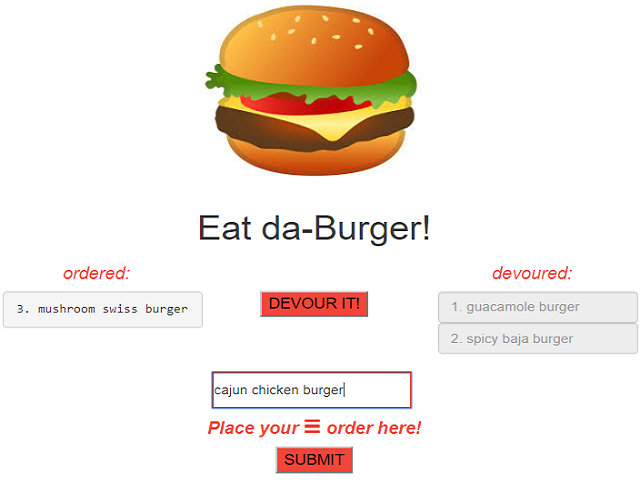 Eat da-Burger!
ordered:
3. mushroom swiss burger
DEVOUR IT!
devoured:
1. guacamole burger
2. spicy baja burger
cajun chicken burger
Place your ☰ order here!
SUBMIT